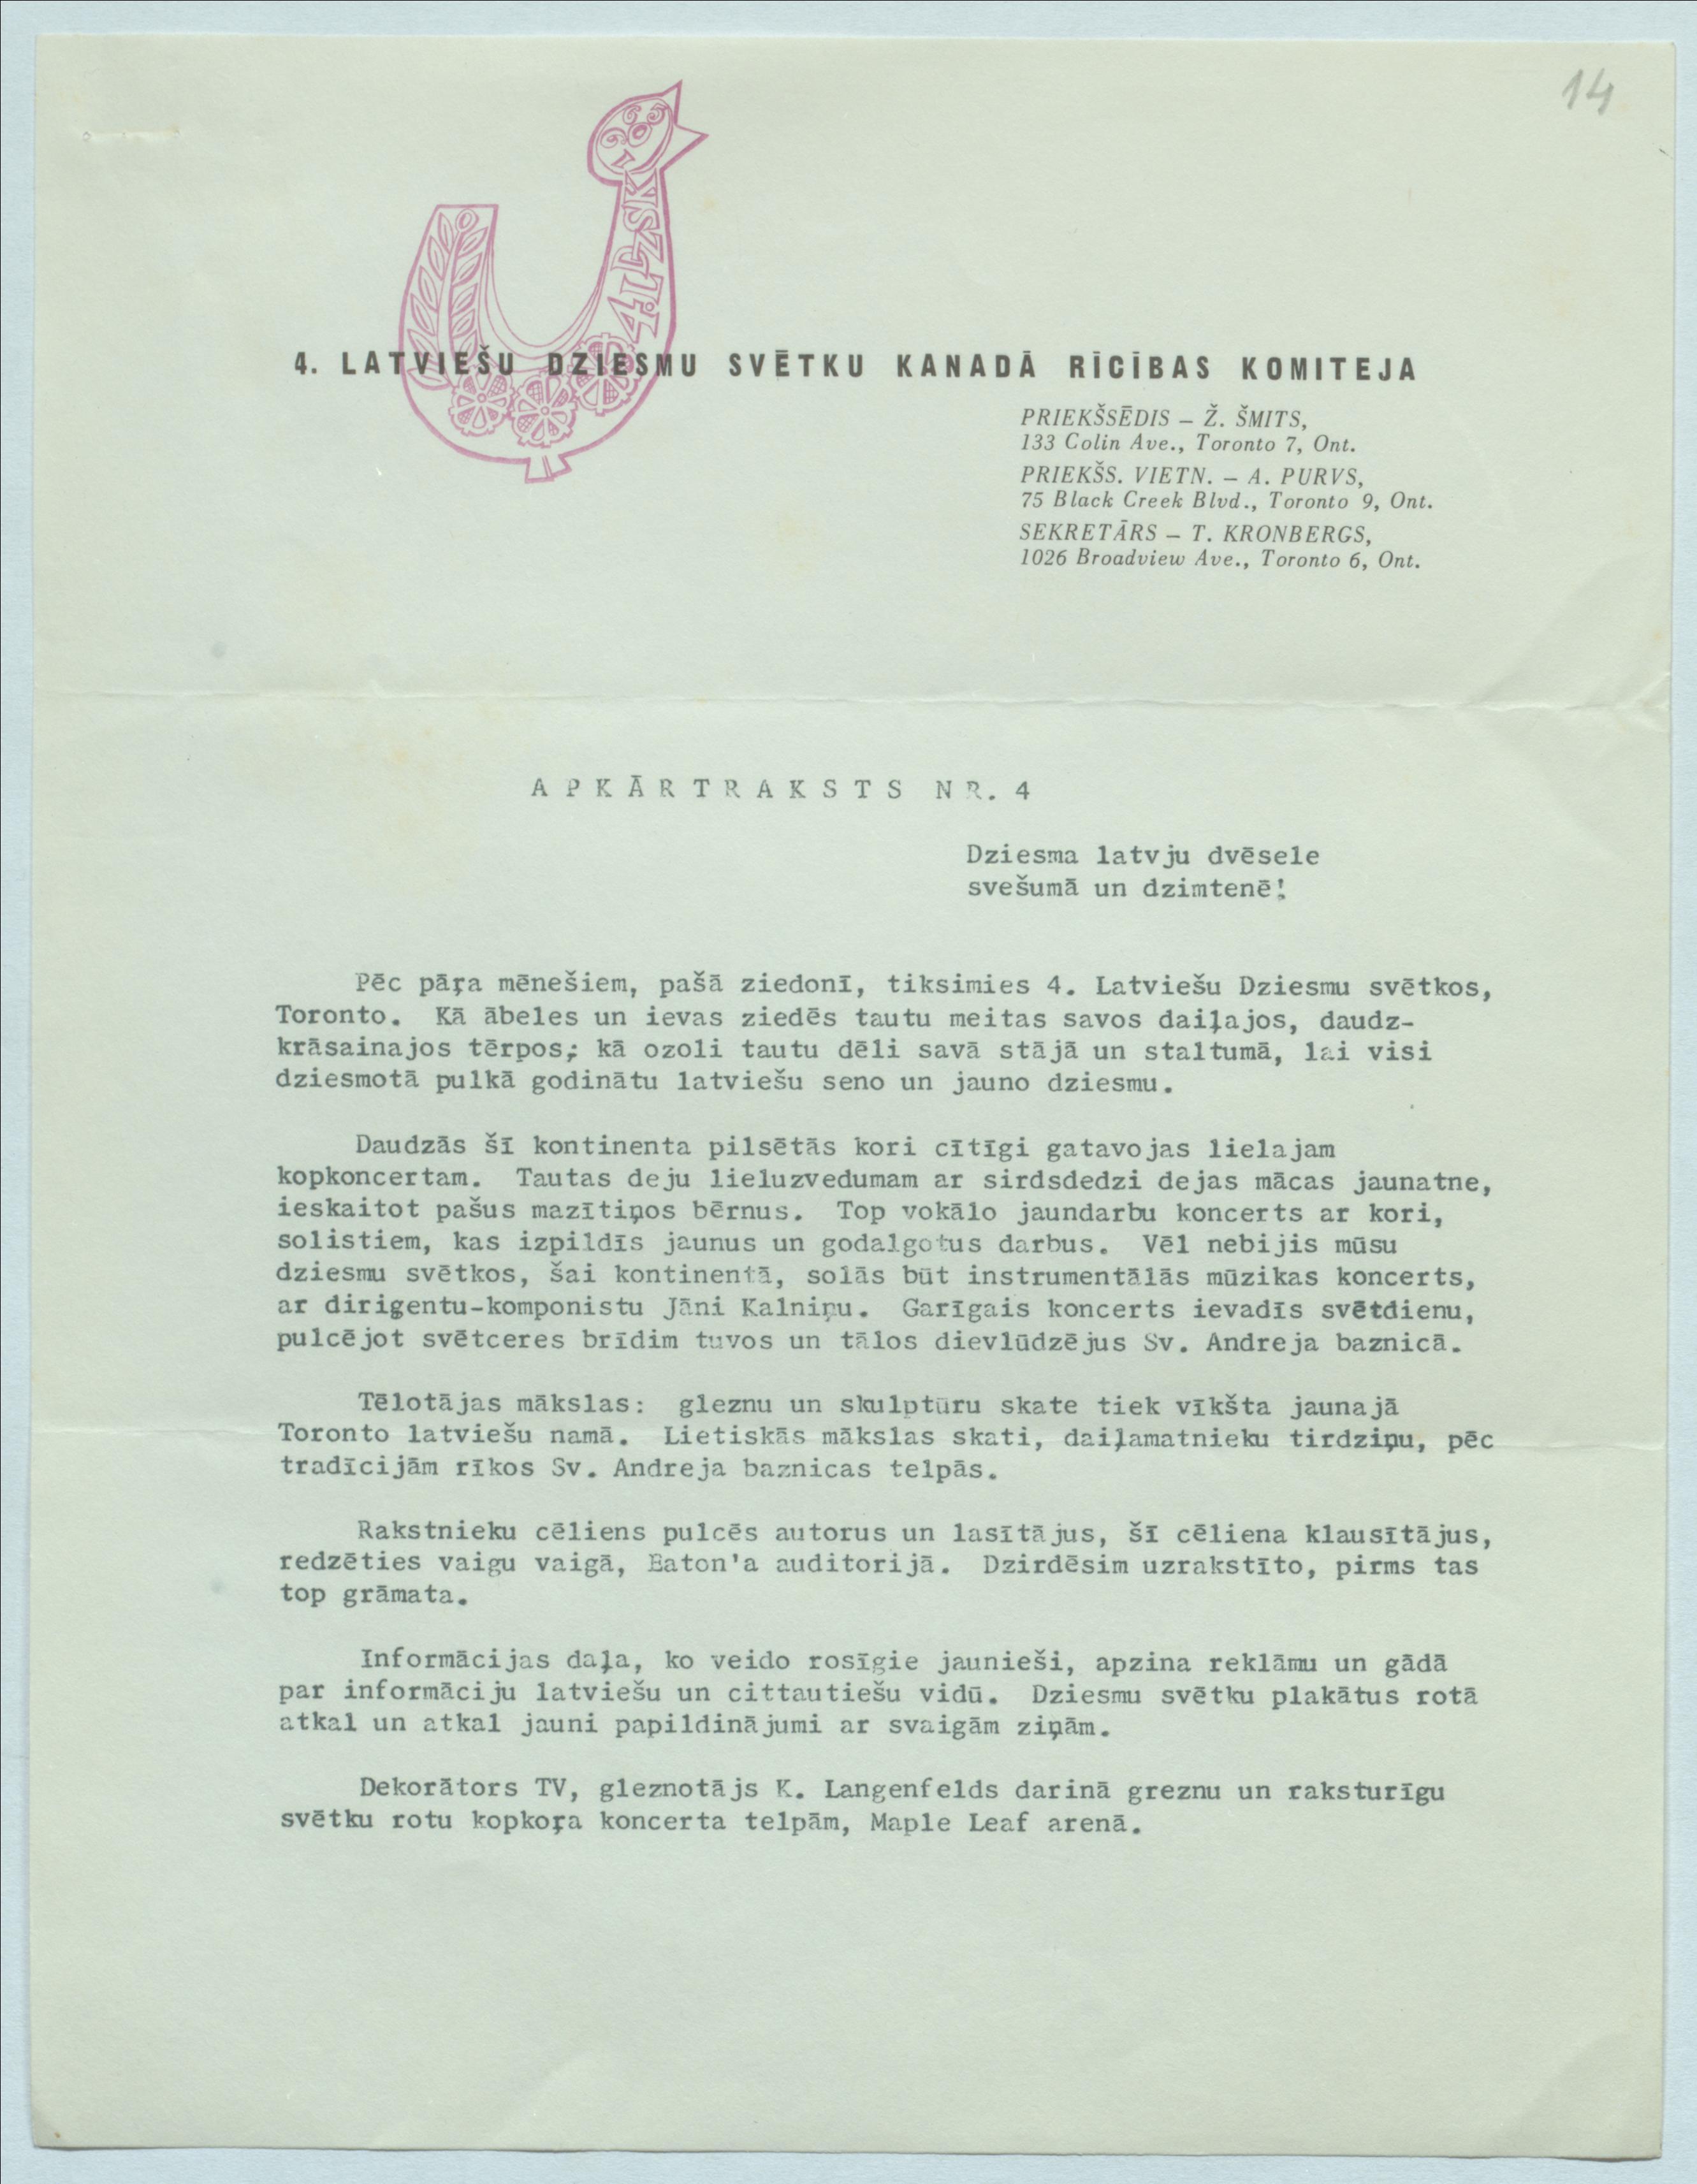 14
1965
4. LDZSK
4. LATVIEŠU DZIESMU SVĒTKU KANADĀ RĪCĪBAS KOMITEJA
PRIEKŠSĒDIS – Ž. ŠMITS,
133 Colin Ave., Toronto 7, Ont.
PRIEKŠS. VIETN. – A. PURVS,
75 Black Creek Blvd., Toronto 9, Ont.
SEKRETĀRS – T. KRONBERGS,
1026 Broadview Ave., Toronto 6, Ont.
APKĀRTRAKSTS NR. 4
Dziesma latvju dvēsele
svešumā un dzimtenē!
Pēc pāŗa mēnešiem, pašā ziedonī, tiksimies 4. Latviešu Dziesmu svētkos,
Toronto. Kā ābeles un ievas ziedēs tautu meitas savos daiļajos, daudz-
krāsainajos tērpos; kā ozoli tautu dēli savā stājā un staltumā, lai visi
dziesmotā pulkā godinātu latviešu seno un jauno dziesmu.
Daudzās šī kontinenta pilsētās kori cītīgi gatavojas lielajam
kopkoncertam. Tautas deju lieluzvedumam ar sirdsdedzi dejas mācas jaunatne,
ieskaitot pašus mazītiņos bērnus. Top vokālo jaundarbu koncerts ar kori,
solistiem, kas izpildīs jaunus un godalgotus darbus. Vēl nebijis mūsu
dziesmu svētkos, šai kontinentā, solās būt instrumentālās mūzikas koncerts,
ar diriģentu-komponistu Jāni Kalniņu. Garīgais koncerts ievadīs svētdienu,
pulcējot svētceres brīdim tuvos un tālos dievlūdzējus Sv. Andreja baznicā.
Tēlotājas mākslas: gleznu un skulptūru skate tiek vīkšta jaunajā
Toronto latviešu namā. Lietiskās mākslas skati, daiļamatnieku tirdziņu, pēc
tradīcijām rīkos Sv. Andreja baznicas telpās.
Rakstnieku cēliens pulcēs autorus un lasītājus, šī cēliena klausītājus,
redzēties vaigu vaigā, Eaton'a auditorijā. Dzirdēsim uzrakstīto, pirms tas
top grāmata.
Informācijas daļa, ko veido rosīgie jaunieši, apzina reklāmu un gādā
par informāciju latviešu un cittautiešu vidū. Dziesmu svētku plakātus rotā
atkal un atkal jauni papildinājumi ar svaigām ziņām.
Dekorātors TV, gleznotājs K. Langenfelds darinā greznu un raksturīgu
svētku rotu kopkoŗa koncerta telpām, Maple Leaf arenā.